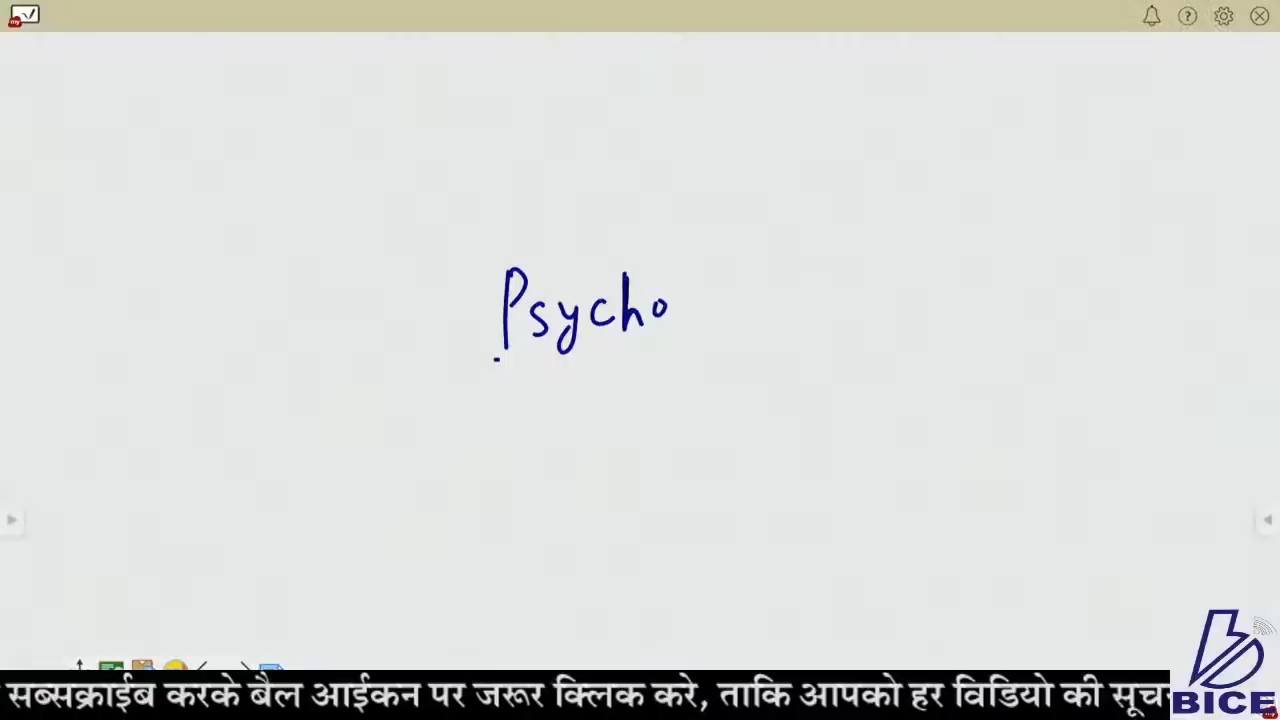 Psycho
सब्सक्राईब करके बैल आईकन पर जरूर क्लिक करे, ताकि आपको हर विडियो की सूच
BICE